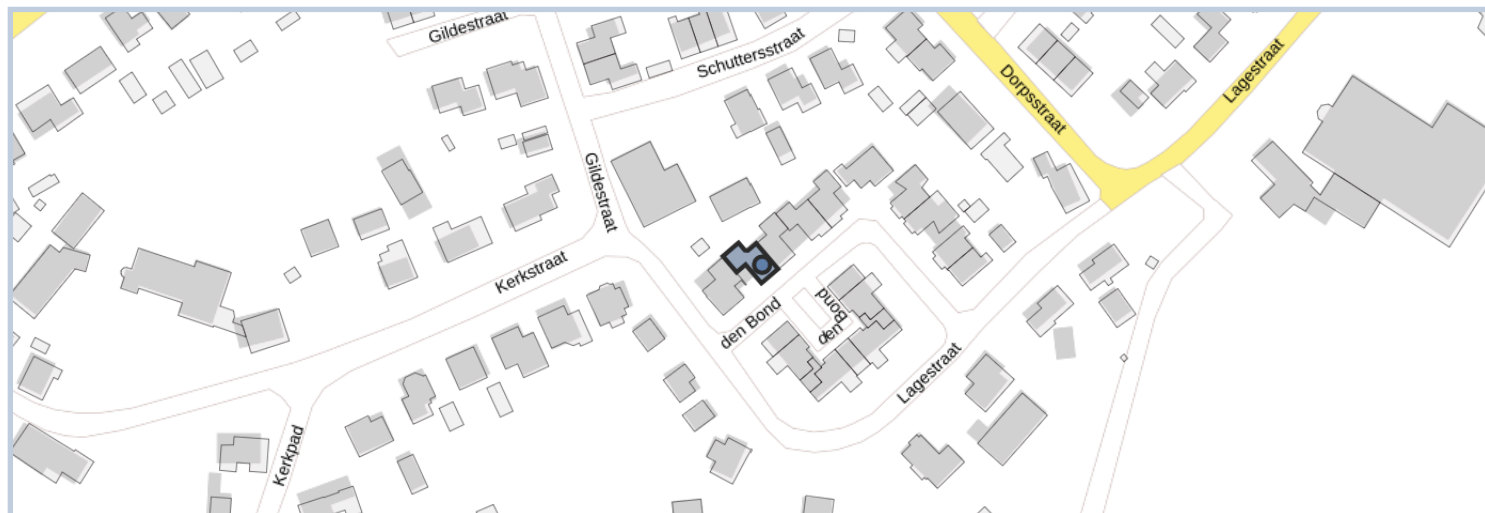 Gildestraat
Schuttersstraat
Dorpsstraat
Lagestraat
Gildestraat
Kerkstraat
den Bond
den Bond
Lagestraat
Kerkpad